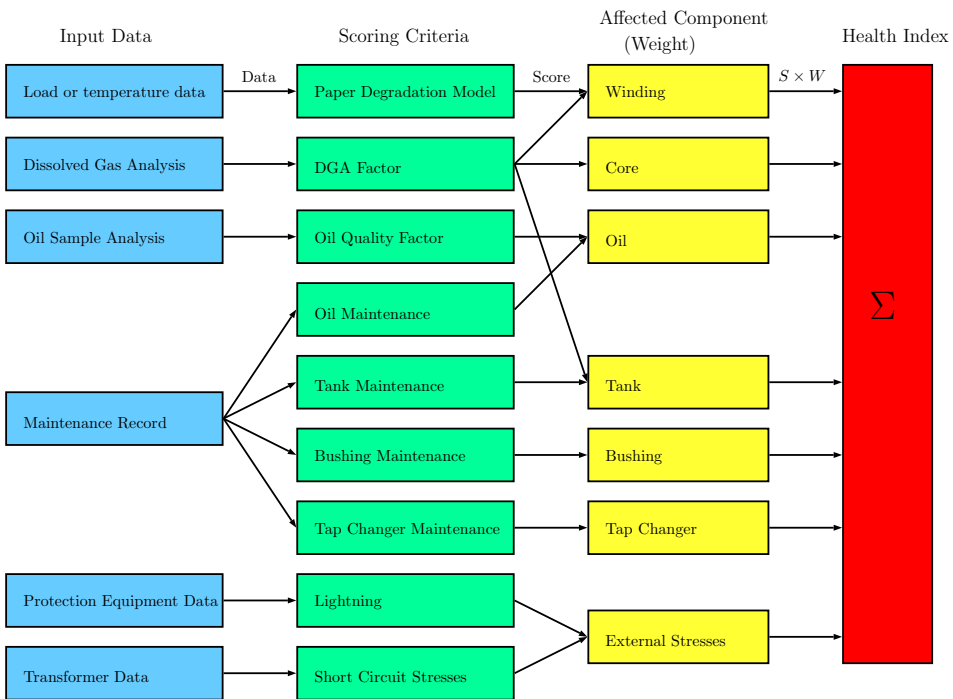 Input Data
Scoring Criteria
Affected Component
(Weight)
Health Index
Load or temperature data
Data
Paper Degradation Model
Score
Winding
S × W
Dissolved Gas Analysis
DGA Factor
Core
Oil Sample Analysis
Oil Quality Factor
Oil
Oil Maintenance
∑
Tank Maintenance
Tank
Maintenance Record
Bushing Maintenance
Bushing
Tap Changer Maintenance
Tap Changer
Protection Equipment Data
Lightning
External Stresses
Transformer Data
Short Circuit Stresses